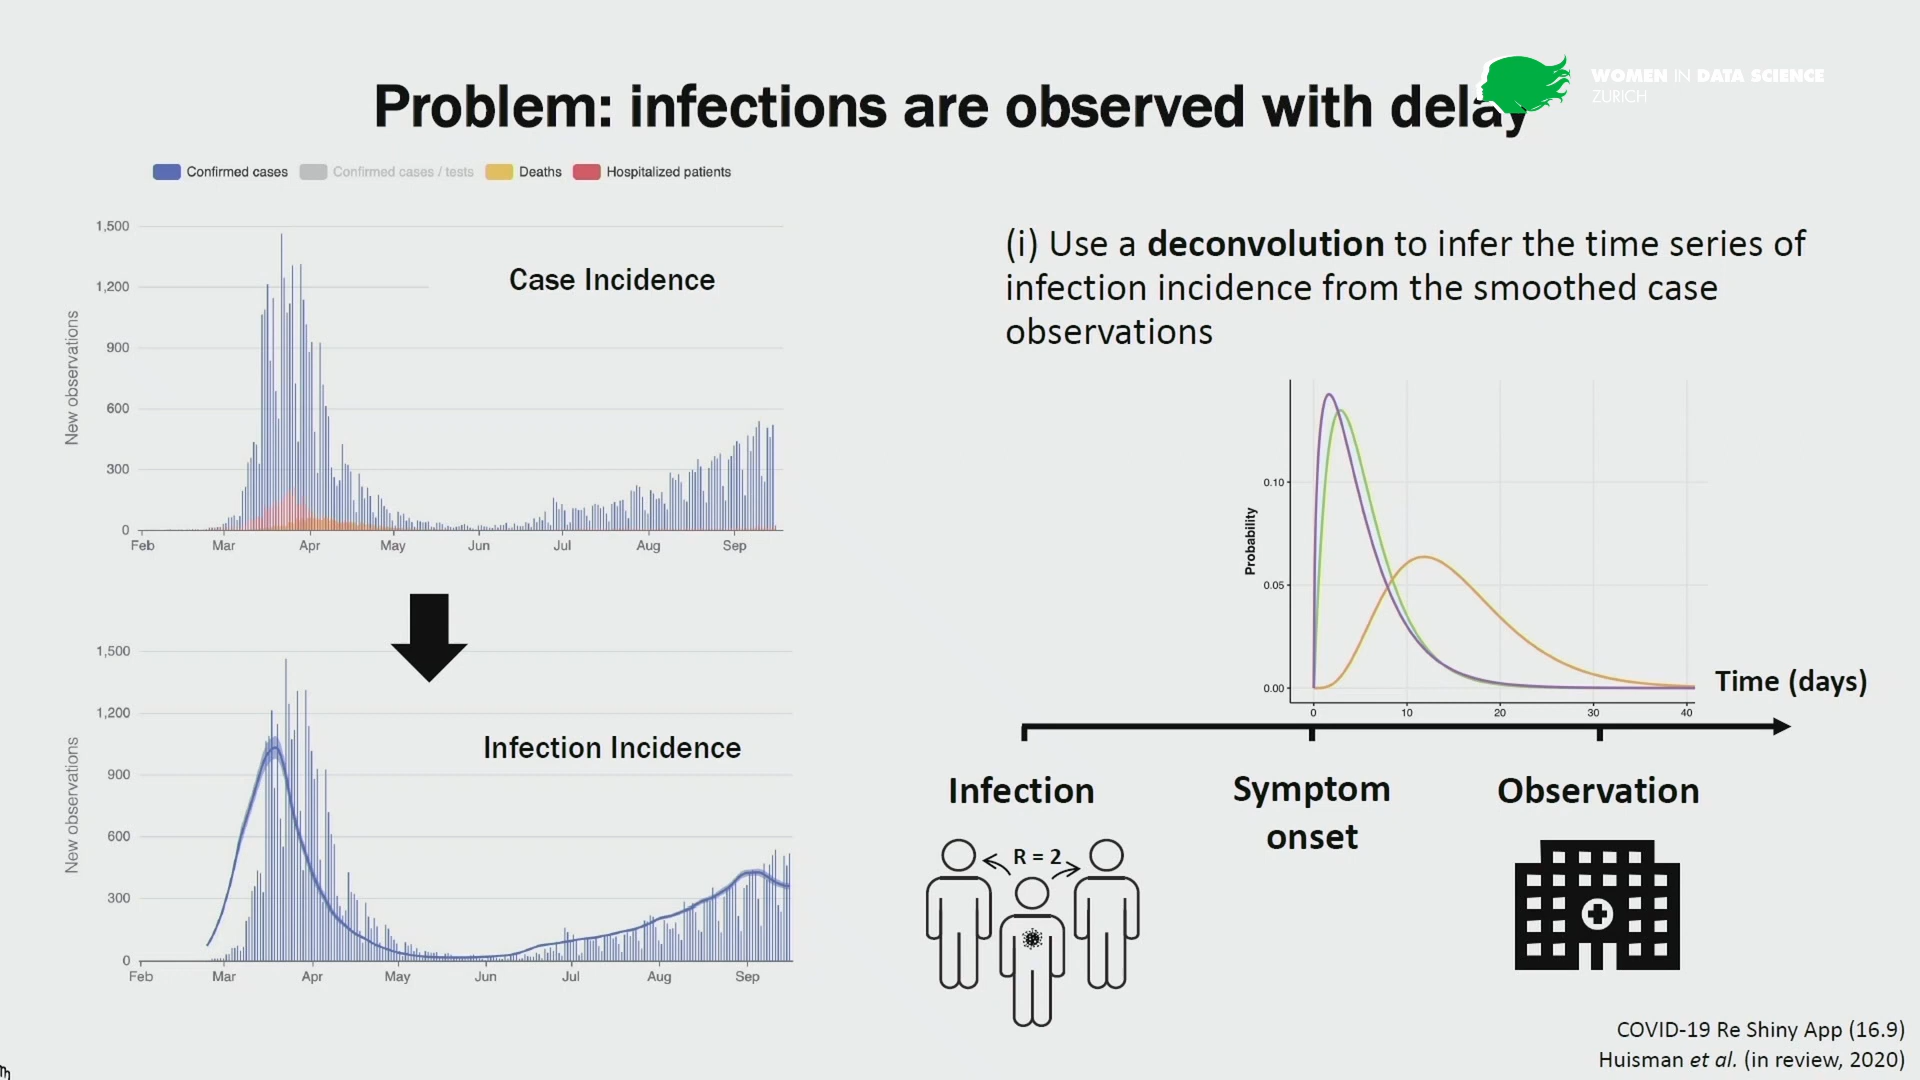 Problem: infections are observed with delay
WOMEN IN DATA SCIENCE
ZURICH
Confirmed cases
Confirmed cases / tests
Deaths
Hospitalized patients
1,500
1,200
900
600
300
0
New observations
Case Incidence
Feb Mar Apr May Jun Jul Aug Sep
1,500
1,200
900
600
300
0
New observations
Infection Incidence
Feb Mar Apr May Jun Jul Aug Sep
(i) Use a deconvolution to infer the time series of
infection incidence from the smoothed case
observations
0.10
0.05
0.00
Probability
0 10 20 30 40
Time (days)
Infection
Symptom
onset
Observation
R = 2
COVID-19 Re Shiny App (16.9)
Huisman et al. (in review, 2020)